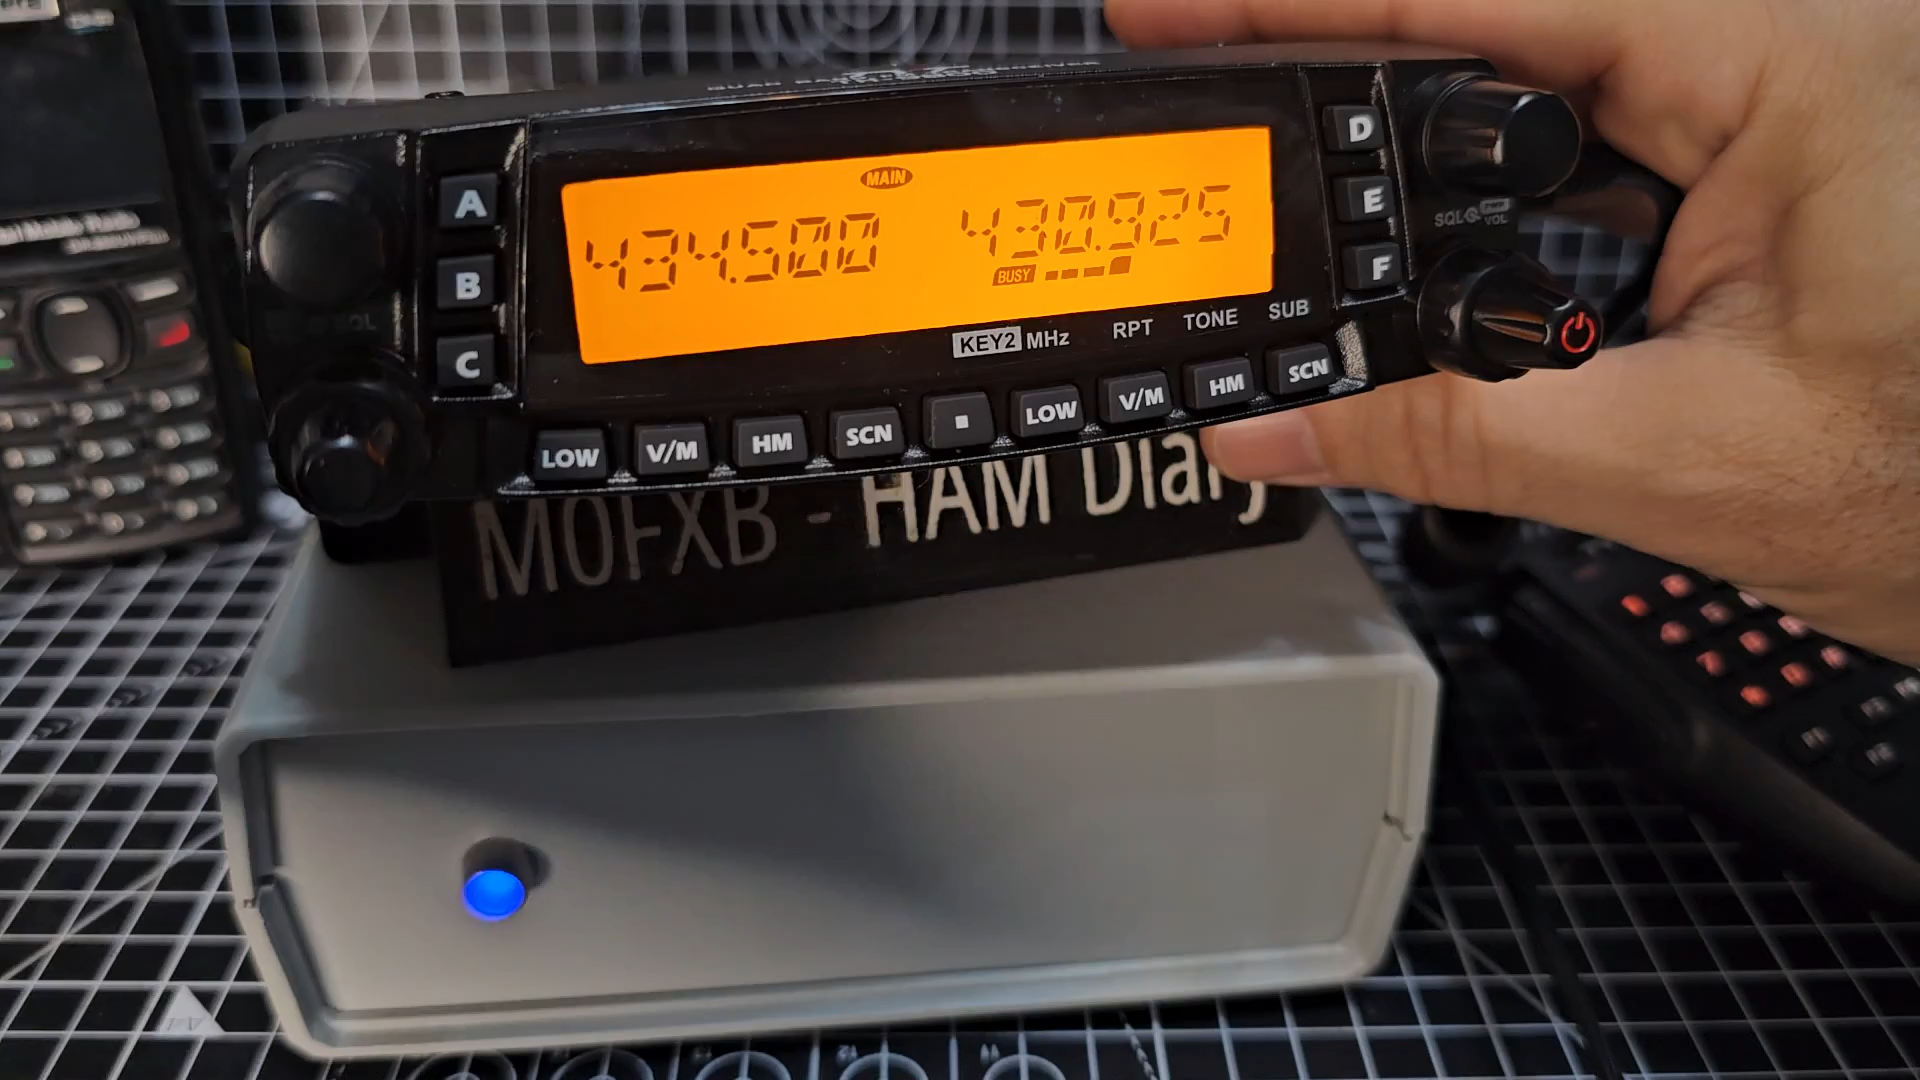 MAIN
434.500 430.925
BUSY
A
B
C
D
E
F
SQL
PWR
VOL
KEY2 MHz RPT TONE SUB
LOW V/M HM SCN LOW V/M HM SCN
M0FXB - HAM Diary